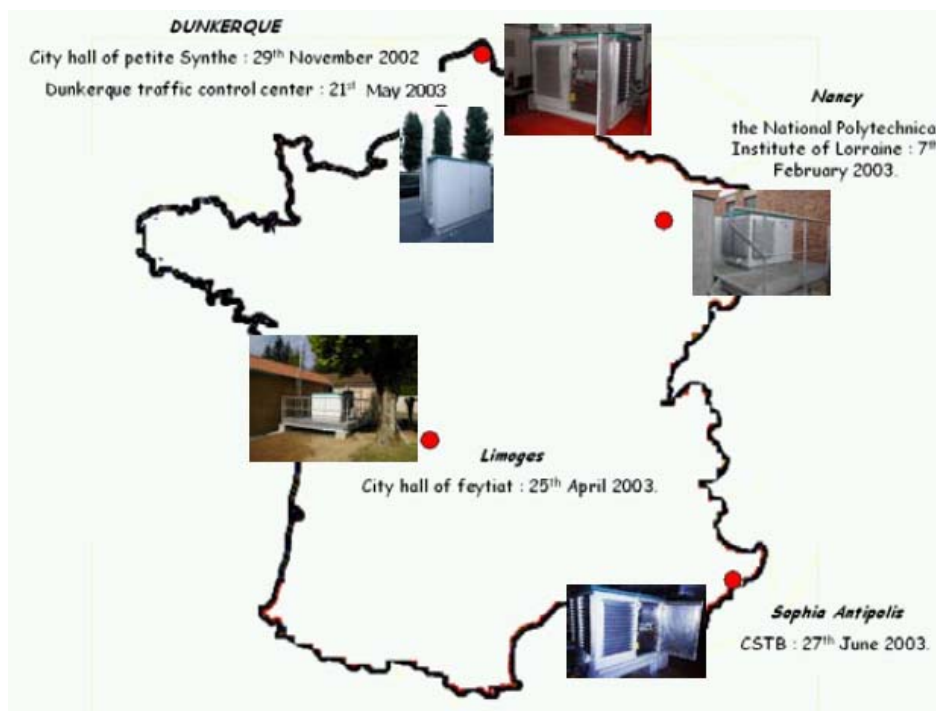 DUNKERQUE
City hall of petite Synthe : 29th November 2002
Dunkerque traffic control center : 21st May 2003
Nancy
the National Polytechnica
Institute of Lorraine : 7th
February 2003.
Limoges
City hall of feytiat : 25th April 2003.
Sophia Antipolis
CSTB : 27th June 2003.